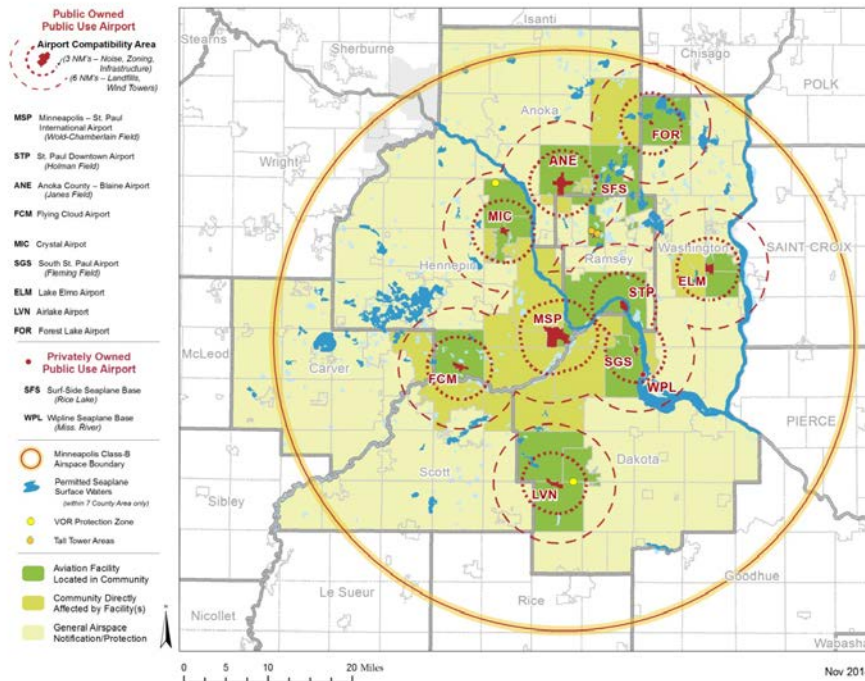 Public Owned
Public Use Airport
Airport Compatibility Area
(3 NM's – Noise, Zoning,
Infrastructure)
(6 NM's – Landfills,
Wind Towers)
MSP Minneapolis – St. Paul
International Airport
(Wold-Chamberlain Field)
STP St. Paul Downtown Airport
(Holman Field)
ANE Anoka County – Blaine Airport
(Janes Field)
FCM Flying Cloud Airport
MIC Crystal Airpot
SGS South St. Paul Airport
(Fleming Field)
ELM Lake Elmo Airport
LVN Airlake Airport
FOR Forest Lake Airport
Privately Owned
Public Use Airport
SFS Surf-Side Seaplane Base
(Rice Lake)
WPL Wipline Seaplane Base
(Miss. River)
Minneapolis Class-B
Airspace Boundary
Permitted Seaplane
Surface Waters
(within 7 County Area only)
VOR Protection Zone
Tall Tower Areas
Aviation Facility
Located in Community
Community Directly
Affected by Facility(s)
General Airspace
Notification/Protection
Isanti
Stearns
Sherburne
Chisago
POLK
Anoka
FOR
Wright
ANE
SFS
MIC
Ramsey
Washington
SAINT CROIX
Hennepin
ELM
STP
MSP
McLeod
Carver
SGS
FCM
WPL
PIERCE
Scott
Dakota
LVN
Sibley
Goodhue
Le Sueur
Rice
Nicollet
Wabasha
0 5 10 20 Miles